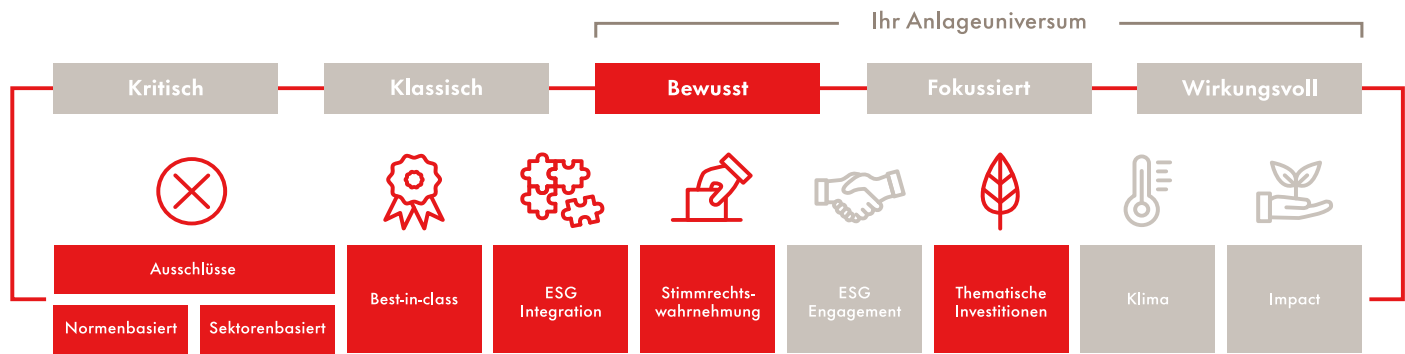 Ihr Anlageuniversum
Kritisch
Klassisch
Bewusst
Fokussiert
Wirkungsvoll
Ausschlüsse
Normenbasiert
Sektorenbasiert
Best-in-class
ESG
Integration
Stimmrechts-
wahrnehmung
ESG
Engagement
Thematische
Investitionen
Klima
Impact